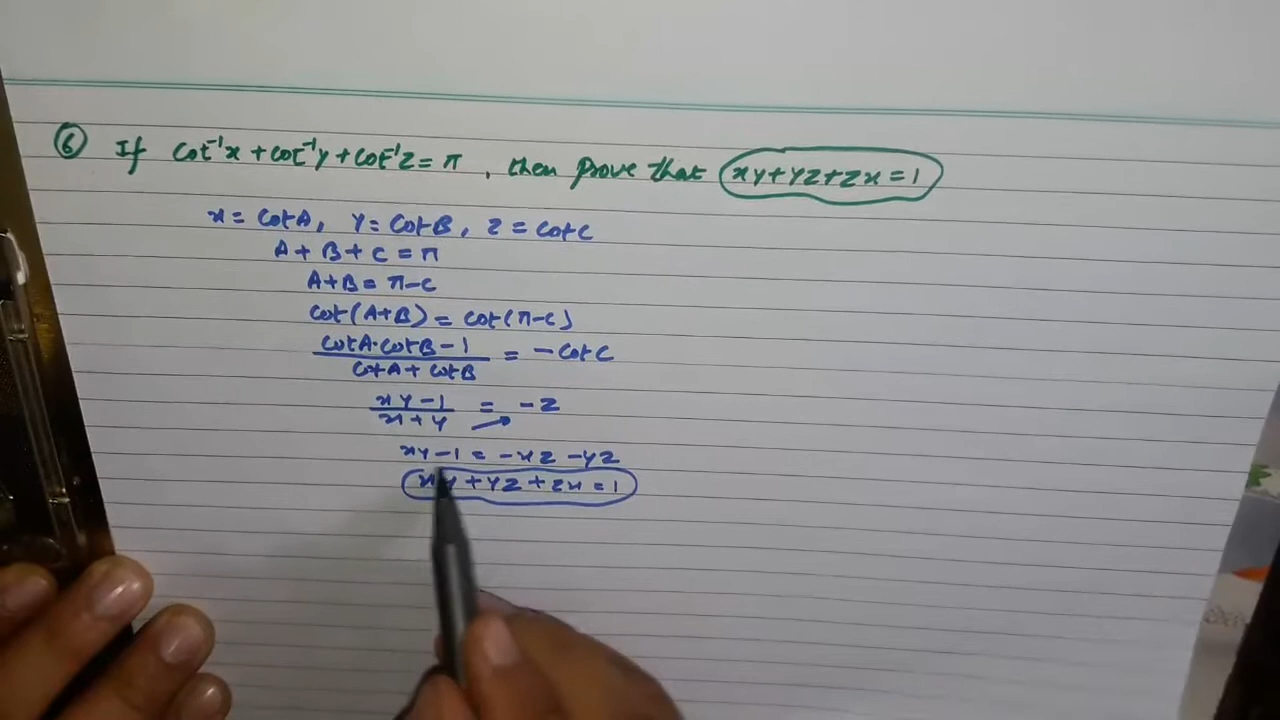 ⑥ If cot⁻¹x + cot⁻¹y + cot⁻¹z = π , then prove that xy+yz+zx=1
x = cotA, y = cotB, z = cotC
A + B + C = π
A+B = π-C
cot(A+B) = cot(π-C)
cotA·cotB-1 / cotA + cotB = -cotC
xy-1 / x+y = -z
xy-1 = -xz -yz
xy+yz+zx=1